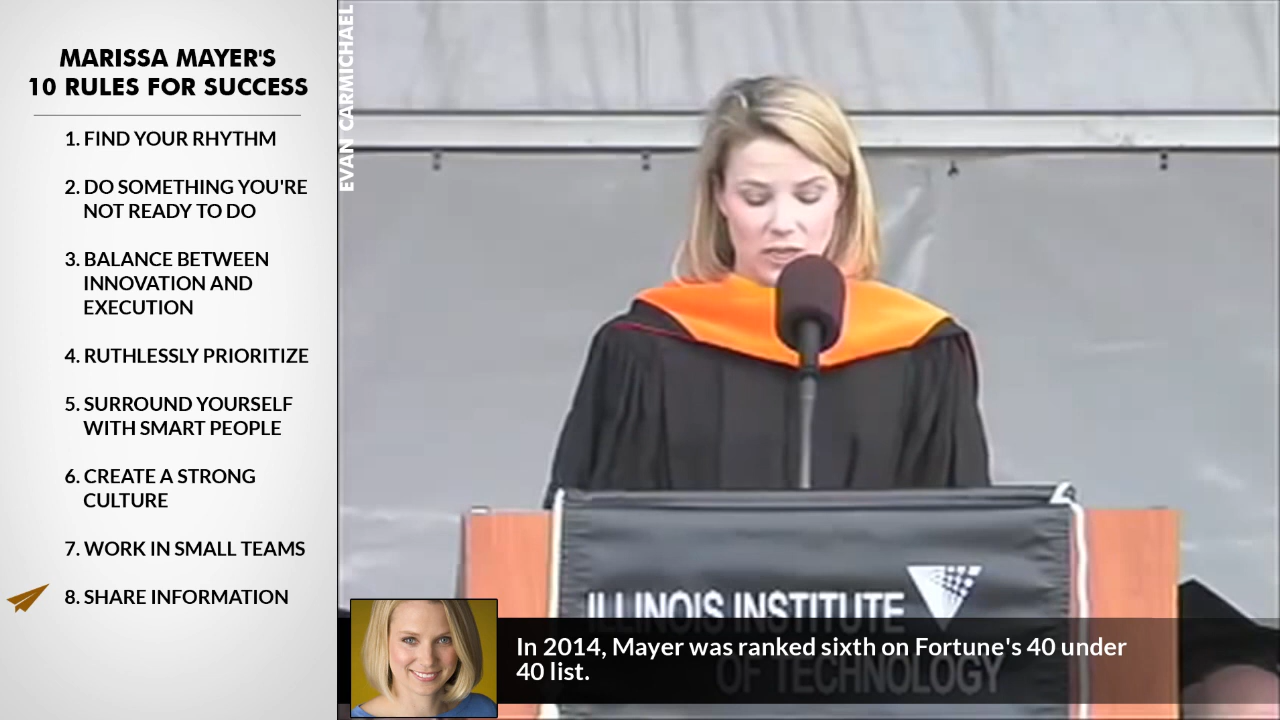 MARISSA MAYER'S
10 RULES FOR SUCCESS
1. FIND YOUR RHYTHM
2. DO SOMETHING YOU'RE
NOT READY TO DO
3. BALANCE BETWEEN
INNOVATION AND
EXECUTION
4. RUTHLESSLY PRIORITIZE
5. SURROUND YOURSELF
WITH SMART PEOPLE
6. CREATE A STRONG
CULTURE
7. WORK IN SMALL TEAMS
8. SHARE INFORMATION
EVAN CARMICHAEL
ILLINOIS INSTITUTE
OF TECHNOLOGY
In 2014, Mayer was ranked sixth on Fortune's 40 under
40 list.